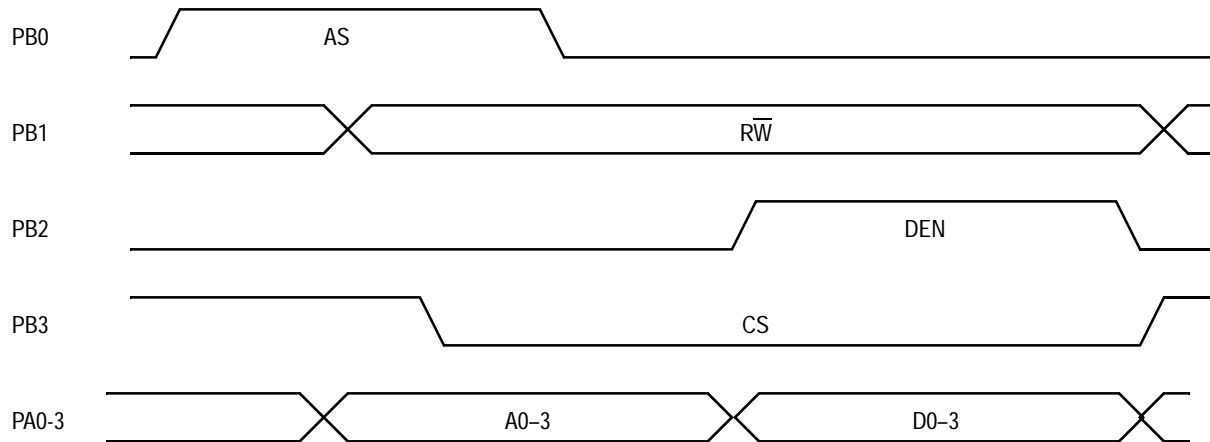 PB0 AS
PB1 RW̅
PB2 DEN
PB3 CS
PA0-3 A0–3 D0–3